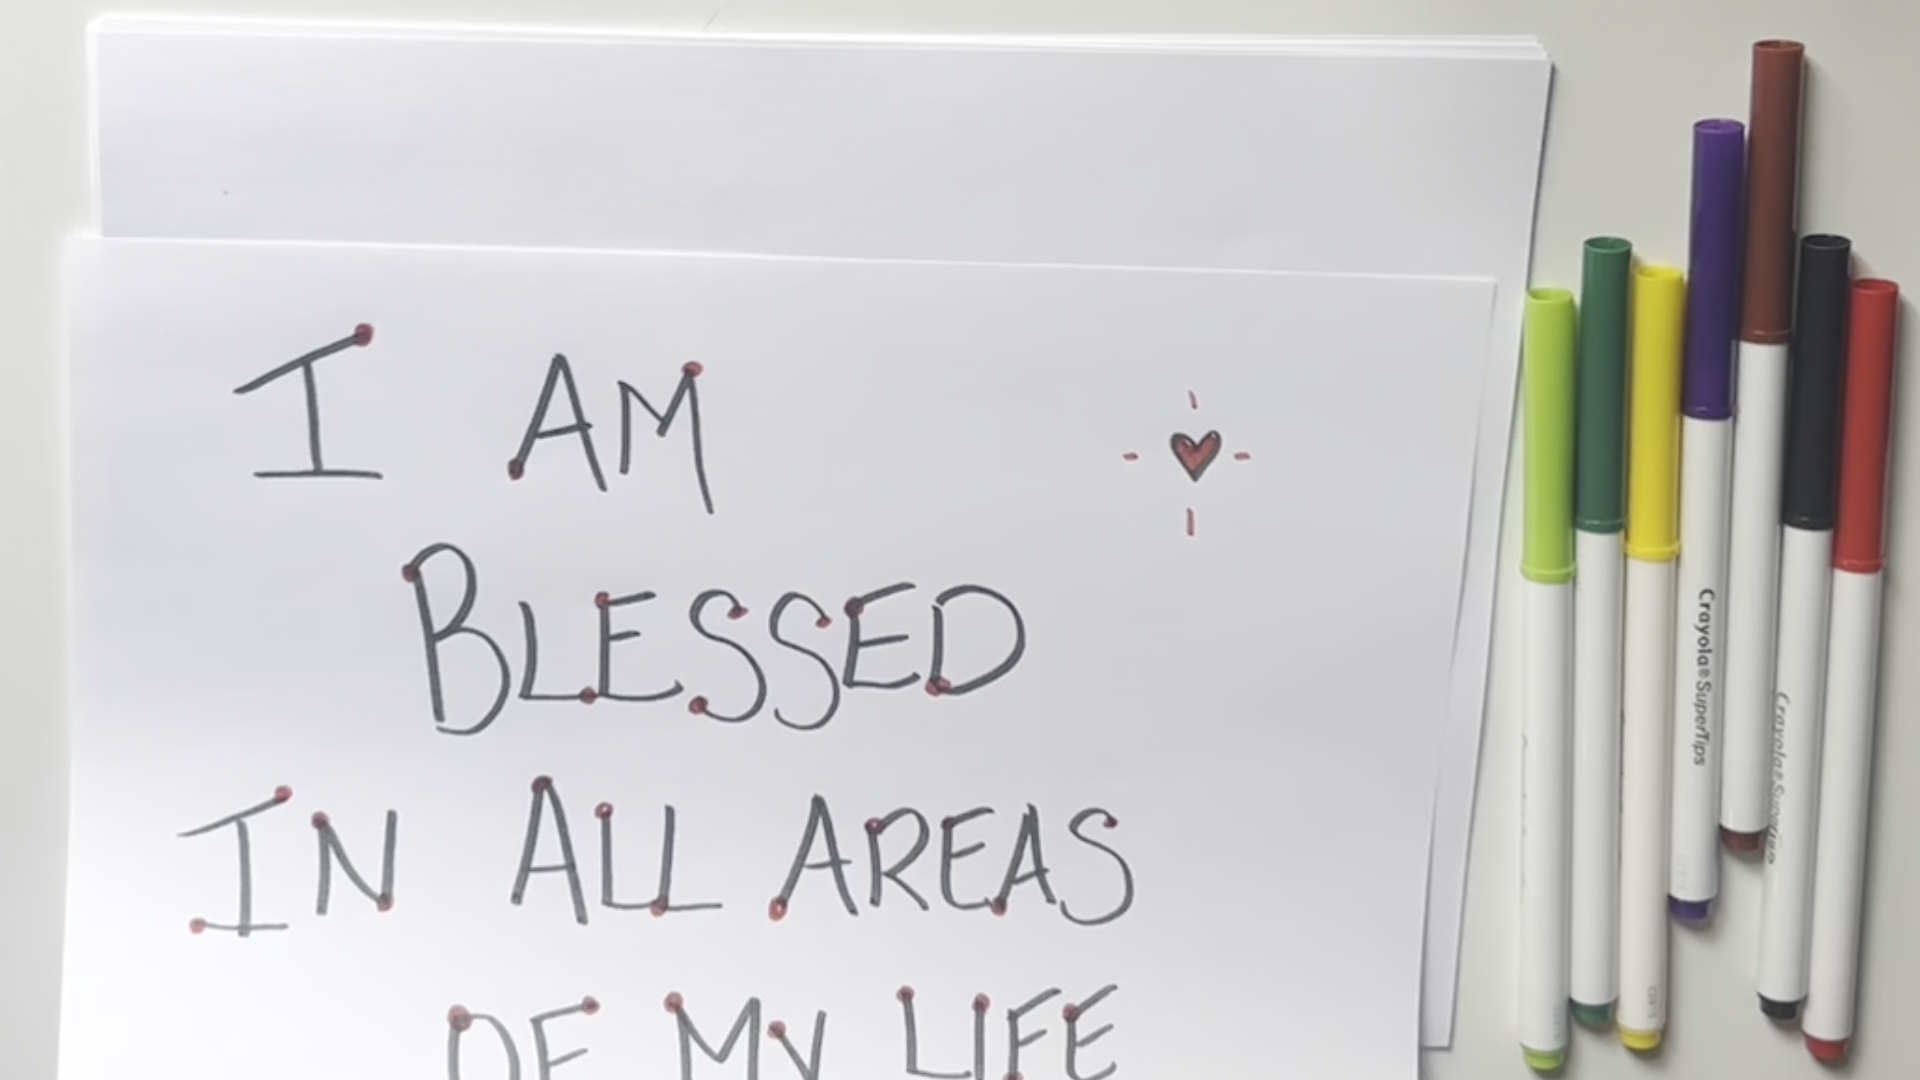 I AM
BLESSED
IN ALL AREAS
OF MY LIFE
Crayola® SuperTips
Crayola® SuperTips